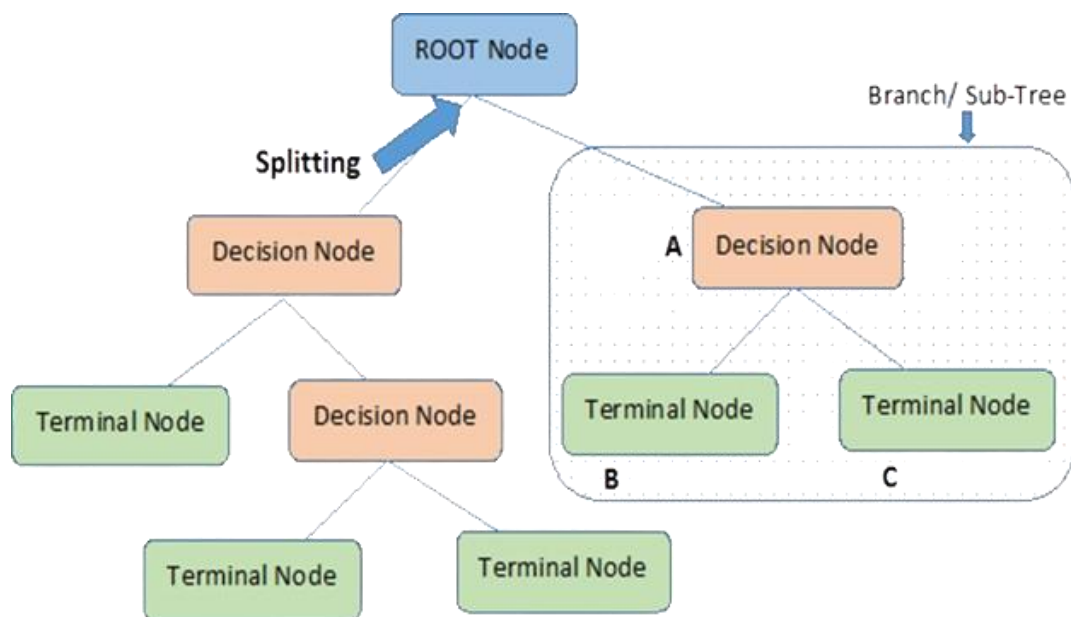 ROOT Node
Branch/ Sub-Tree
Splitting
Decision Node
A
Decision Node
Terminal Node
Decision Node
Terminal Node
Terminal Node
B
C
Terminal Node
Terminal Node